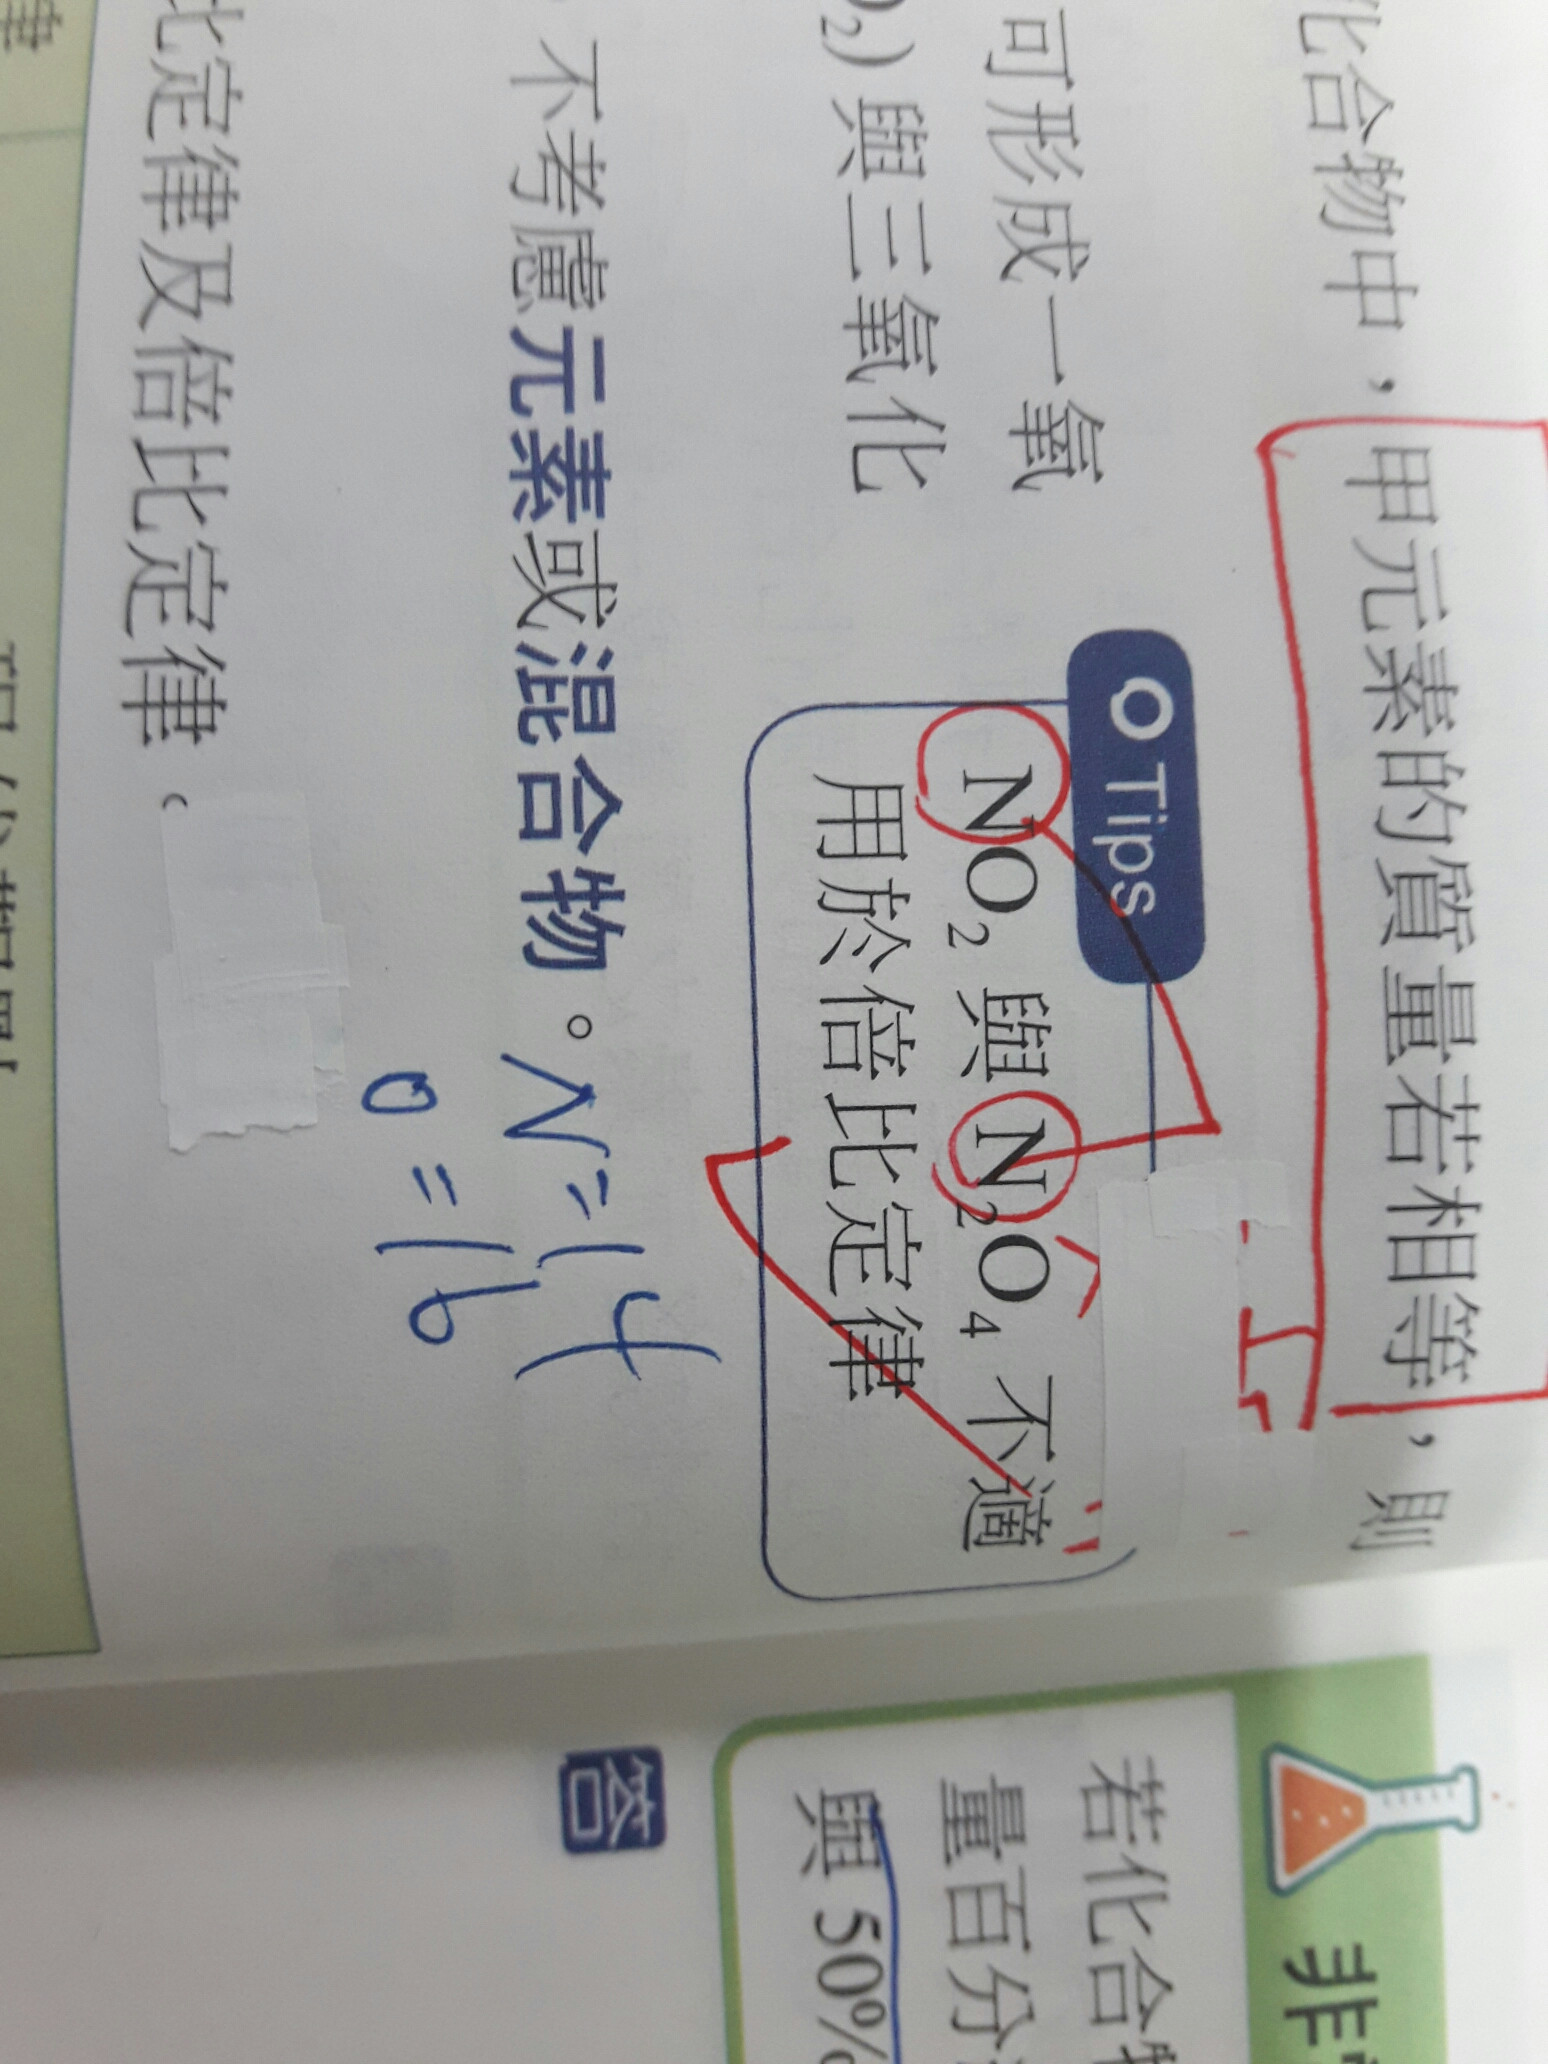 化合物中，甲元素的質量若相等，則
可形成一氧
O₂) 與三氧化
Tips
NO₂ 與 N₂O₄ 不適
用於倍比定律
不考慮元素或混合物。
N=14
O=16
比定律及倍比定律。
非
若化合物
量百分
與 50%
答